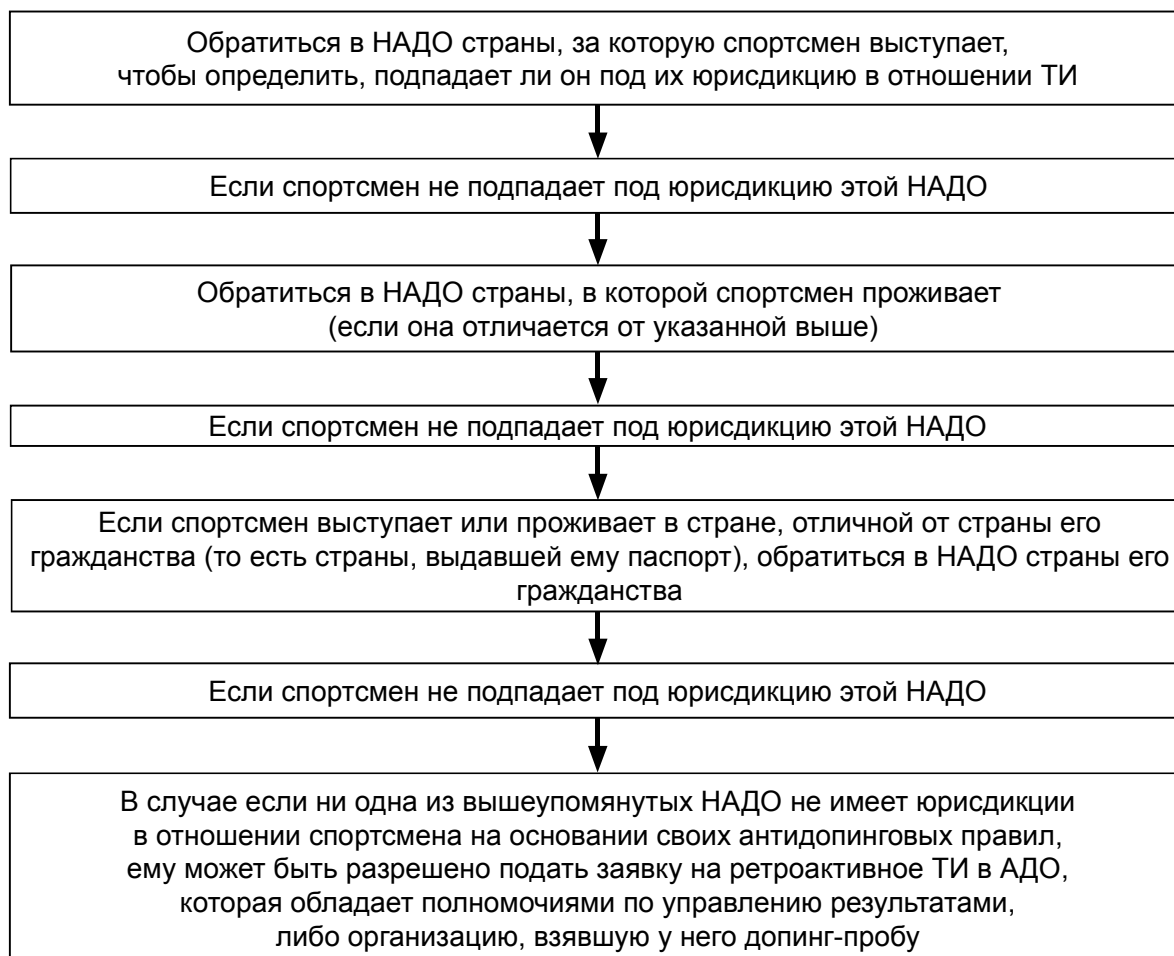 Обратиться в НАДО страны, за которую спортсмен выступает,
чтобы определить, подпадает ли он под их юрисдикцию в отношении ТИ
Если спортсмен не подпадает под юрисдикцию этой НАДО
Обратиться в НАДО страны, в которой спортсмен проживает
(если она отличается от указанной выше)
Если спортсмен не подпадает под юрисдикцию этой НАДО
Если спортсмен выступает или проживает в стране, отличной от страны его
гражданства (то есть страны, выдавшей ему паспорт), обратиться в НАДО страны его
гражданства
Если спортсмен не подпадает под юрисдикцию этой НАДО
В случае если ни одна из вышеупомянутых НАДО не имеет юрисдикции
в отношении спортсмена на основании своих антидопинговых правил,
ему может быть разрешено подать заявку на ретроактивное ТИ в АДО,
которая обладает полномочиями по управлению результатами,
либо организацию, взявшую у него допинг-пробу